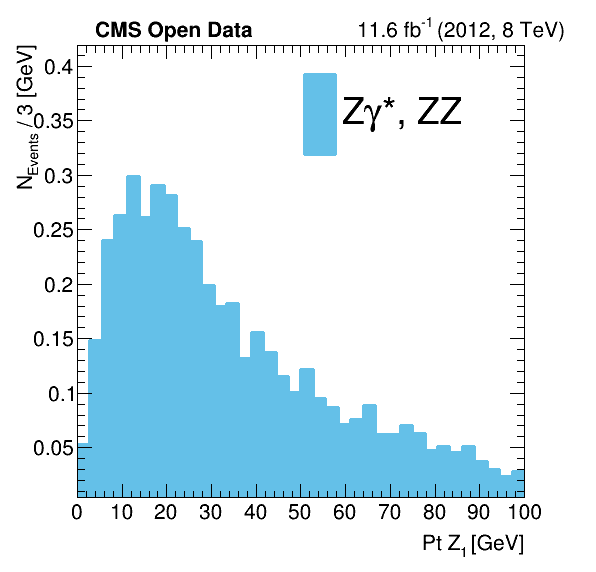 CMS Open Data
11.6 fb⁻¹ (2012, 8 TeV)
N_Events / 3 [GeV]
0.4
0.35
0.3
0.25
0.2
0.15
0.1
0.05
Zγ*, ZZ
0 10 20 30 40 50 60 70 80 90 100
Pt Z₁ [GeV]